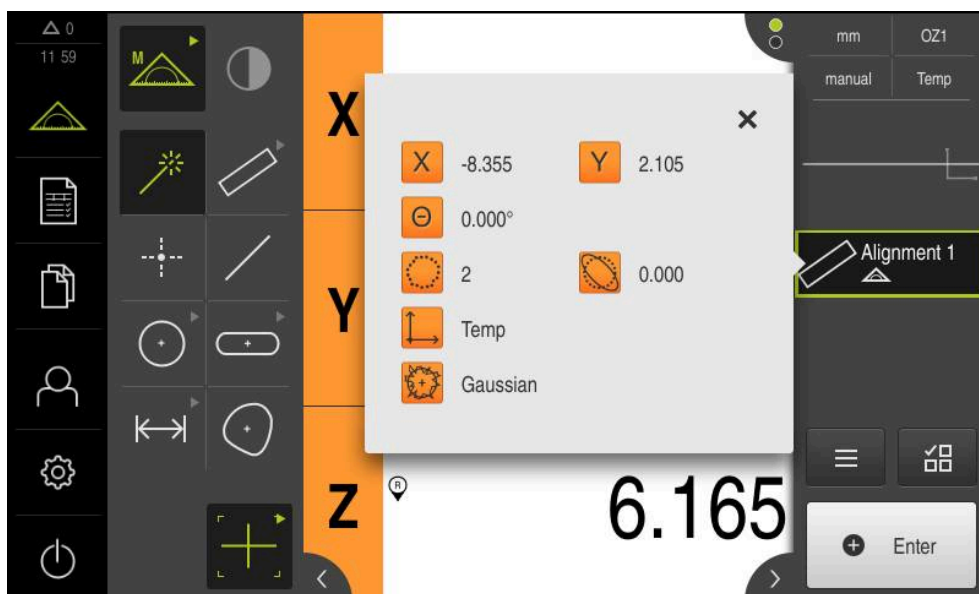 0
11 59
M
X
Y
Z
R
6.165
X -8.355 Y 2.105
Θ 0.000°
2 0.000
Temp
Gaussian
mm OZ1
manual Temp
Alignment 1
Enter